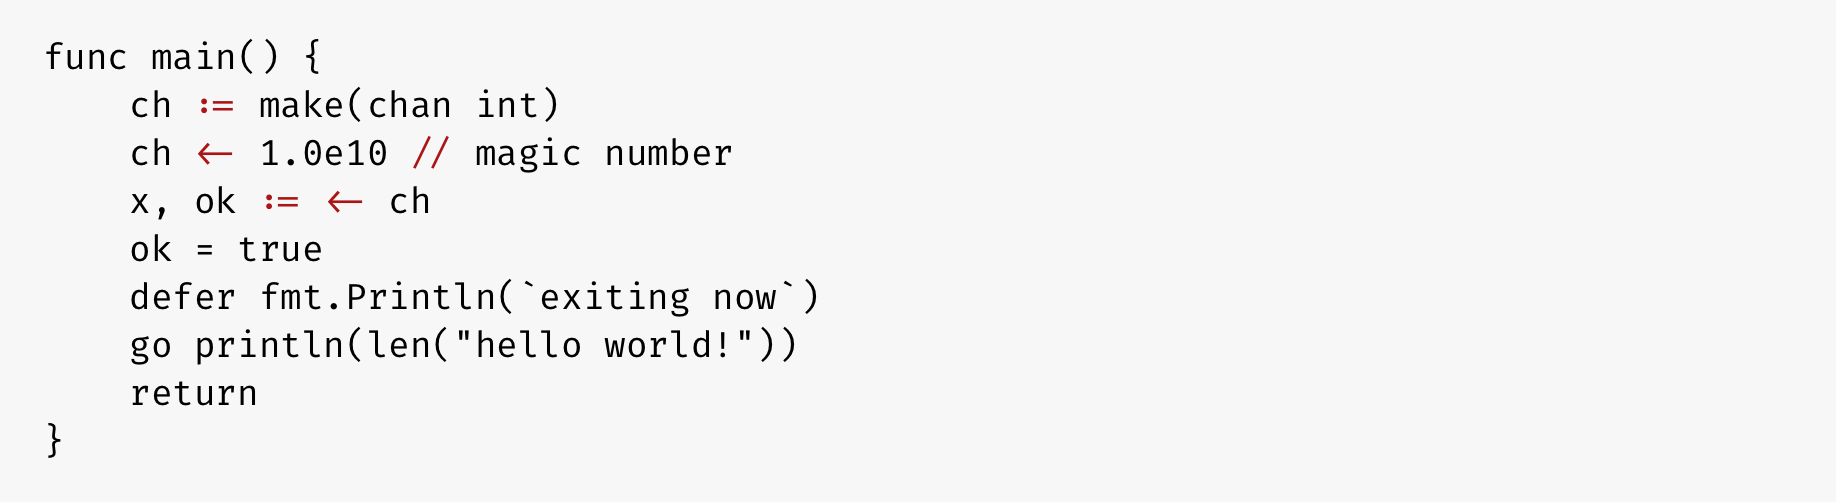 func main() {
    ch := make(chan int)
    ch <- 1.0e10 // magic number
    x, ok := <- ch
    ok = true
    defer fmt.Println(`exiting now`)
    go println(len("hello world!"))
    return
}